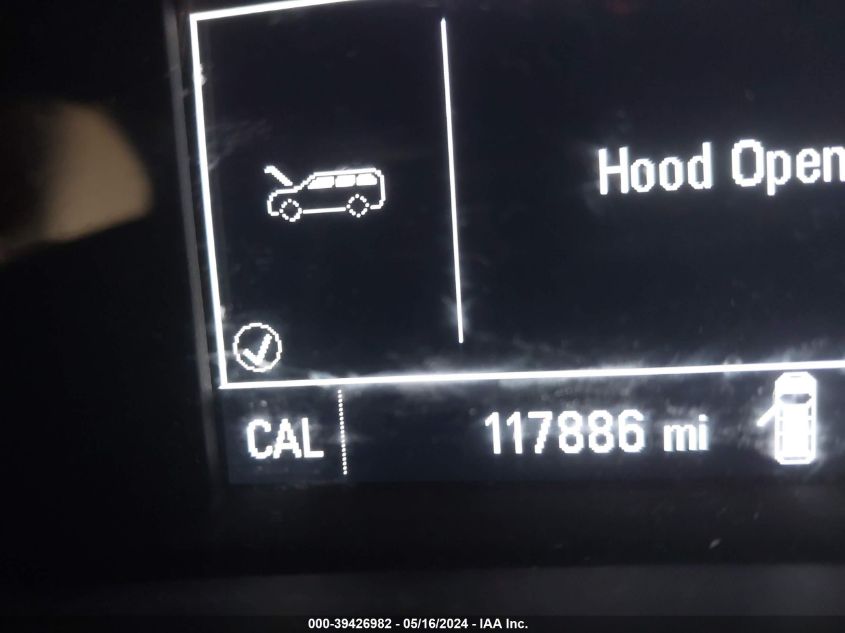 Hood Open
CAL 117886 mi
000-39426982 - 05/16/2024 - IAA Inc.